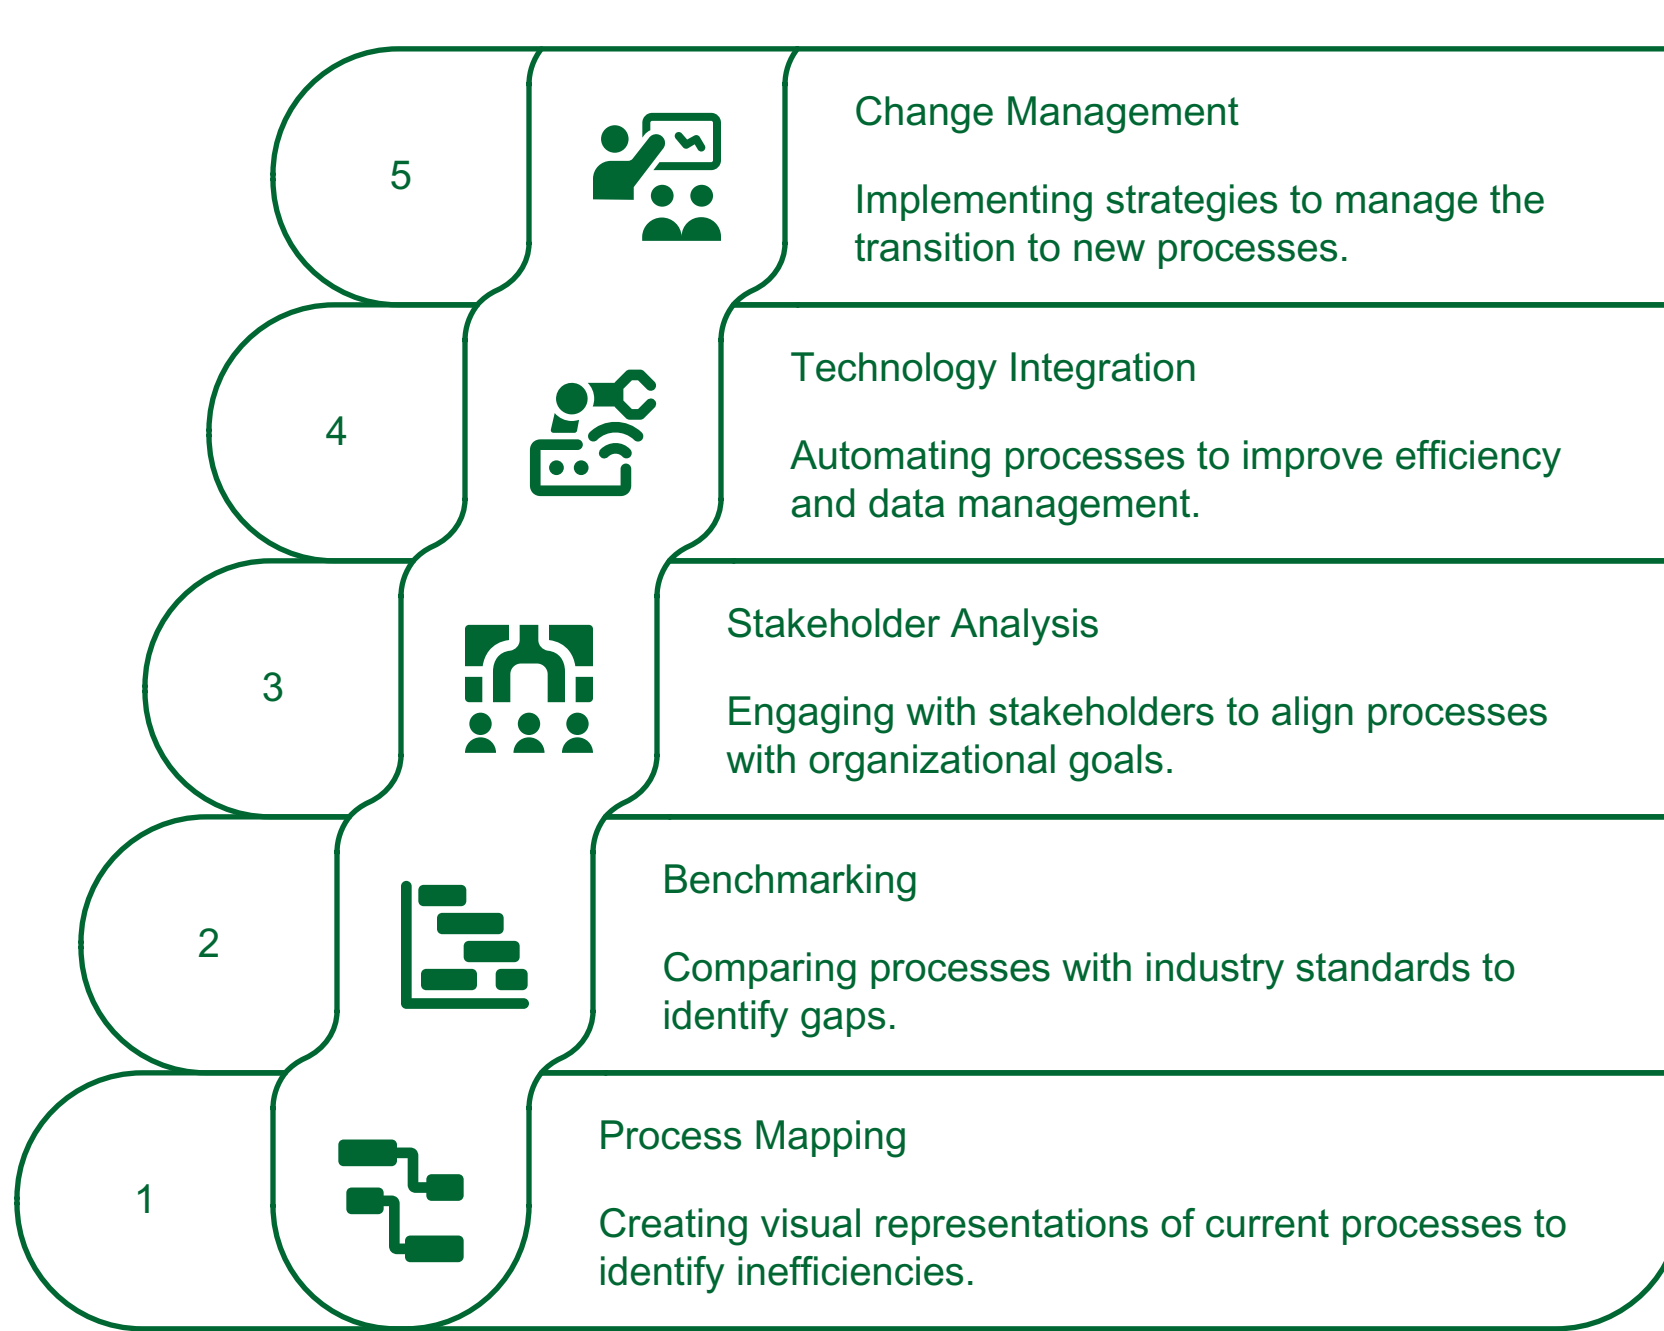 5
Change Management
Implementing strategies to manage the
transition to new processes.
4
Technology Integration
Automating processes to improve efficiency
and data management.
3
Stakeholder Analysis
Engaging with stakeholders to align processes
with organizational goals.
2
Benchmarking
Comparing processes with industry standards to
identify gaps.
1
Process Mapping
Creating visual representations of current processes to
identify inefficiencies.